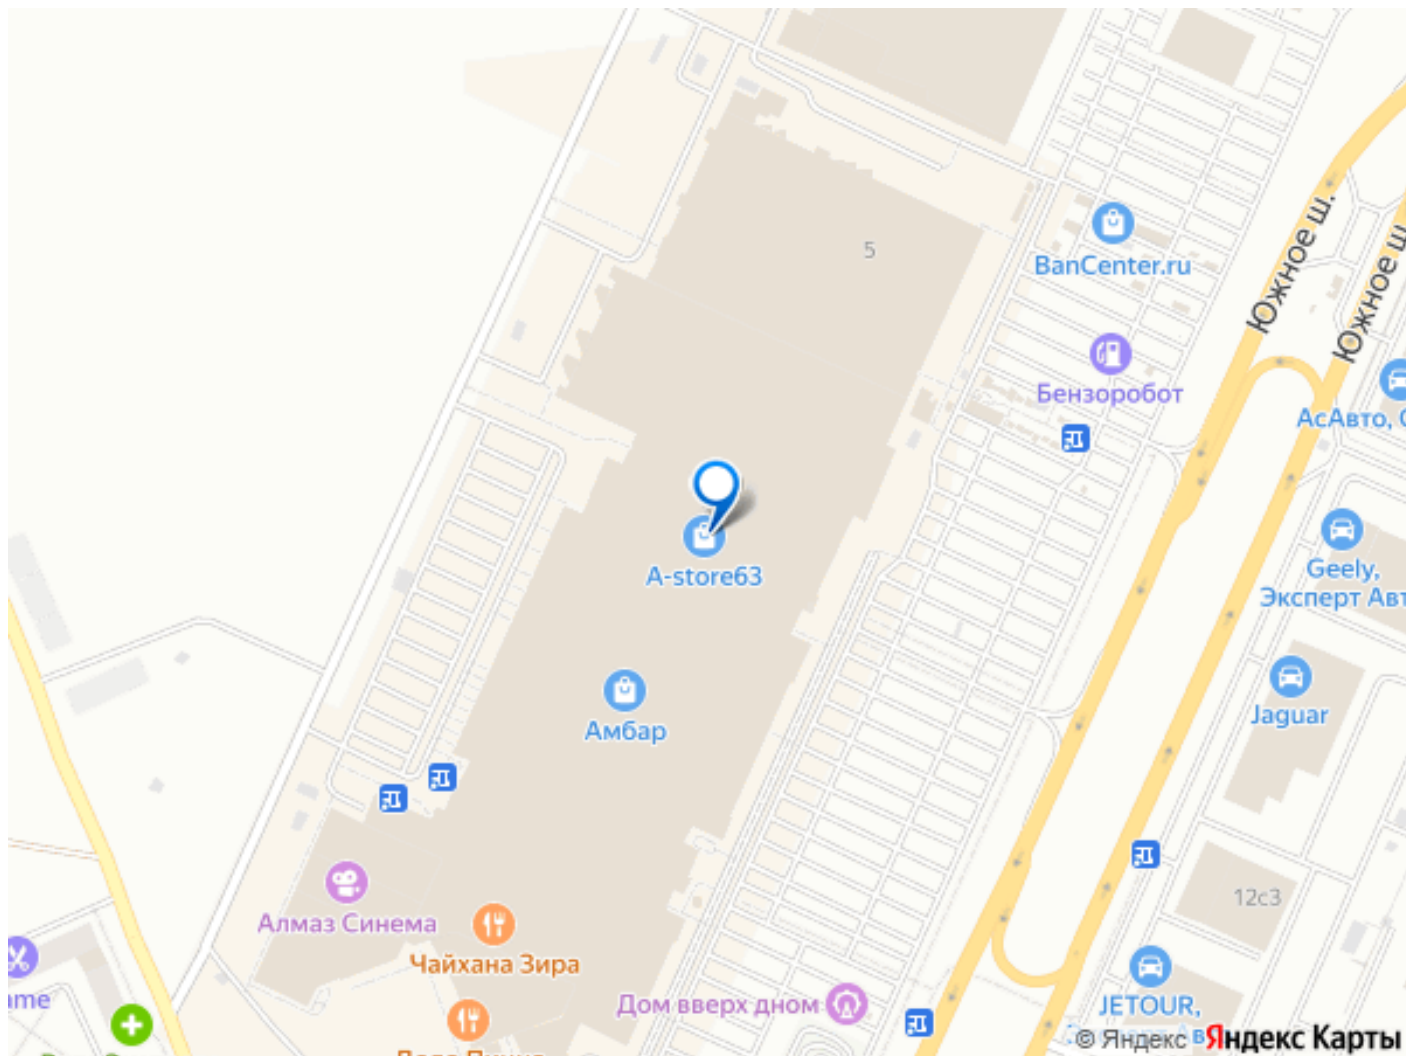 5
BanCenter.ru
Южное ш.
Южное ш
Бензоробот
АсАвто, С
A-store63
Geely,
Эксперт Авт
Jaguar
Амбар
12с3
Алмаз Синема
Чайхана Зира
ame
Дом вверх дном
JETOUR,
© Яндекс Яндекс Карты